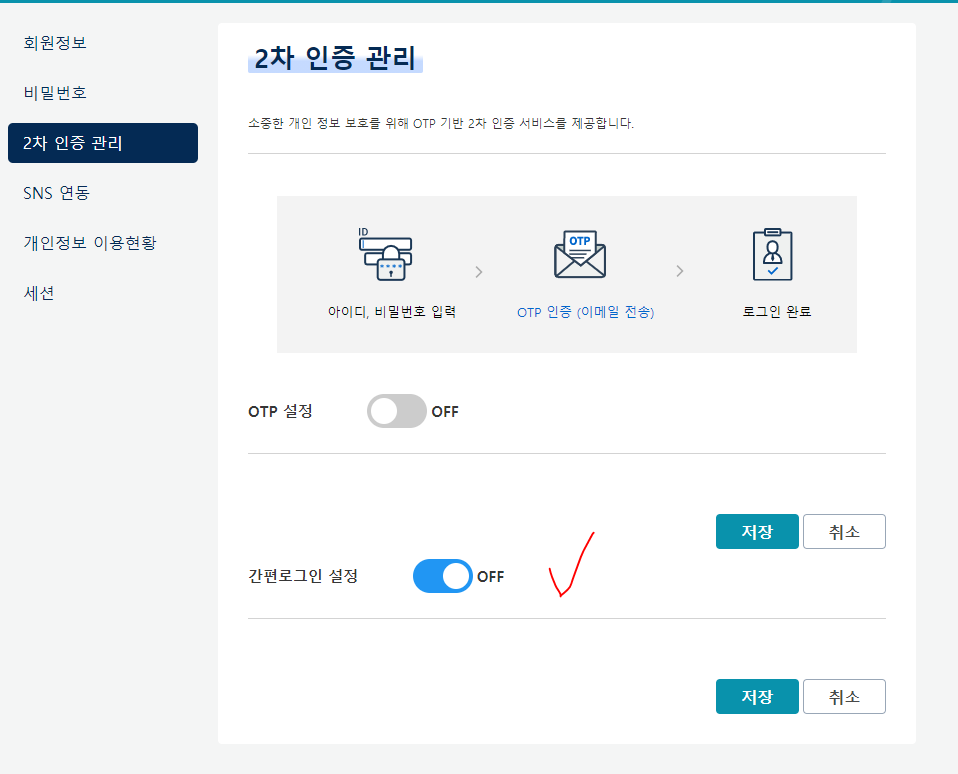 회원정보
비밀번호
2차 인증 관리
SNS 연동
개인정보 이용현황
세션
2차 인증 관리
소중한 개인 정보 보호를 위해 OTP 기반 2차 인증 서비스를 제공합니다.
ID
OTP
아이디, 비밀번호 입력
OTP 인증 (이메일 전송)
로그인 완료
OTP 설정
OFF
저장
취소
간편로그인 설정
OFF
저장
취소